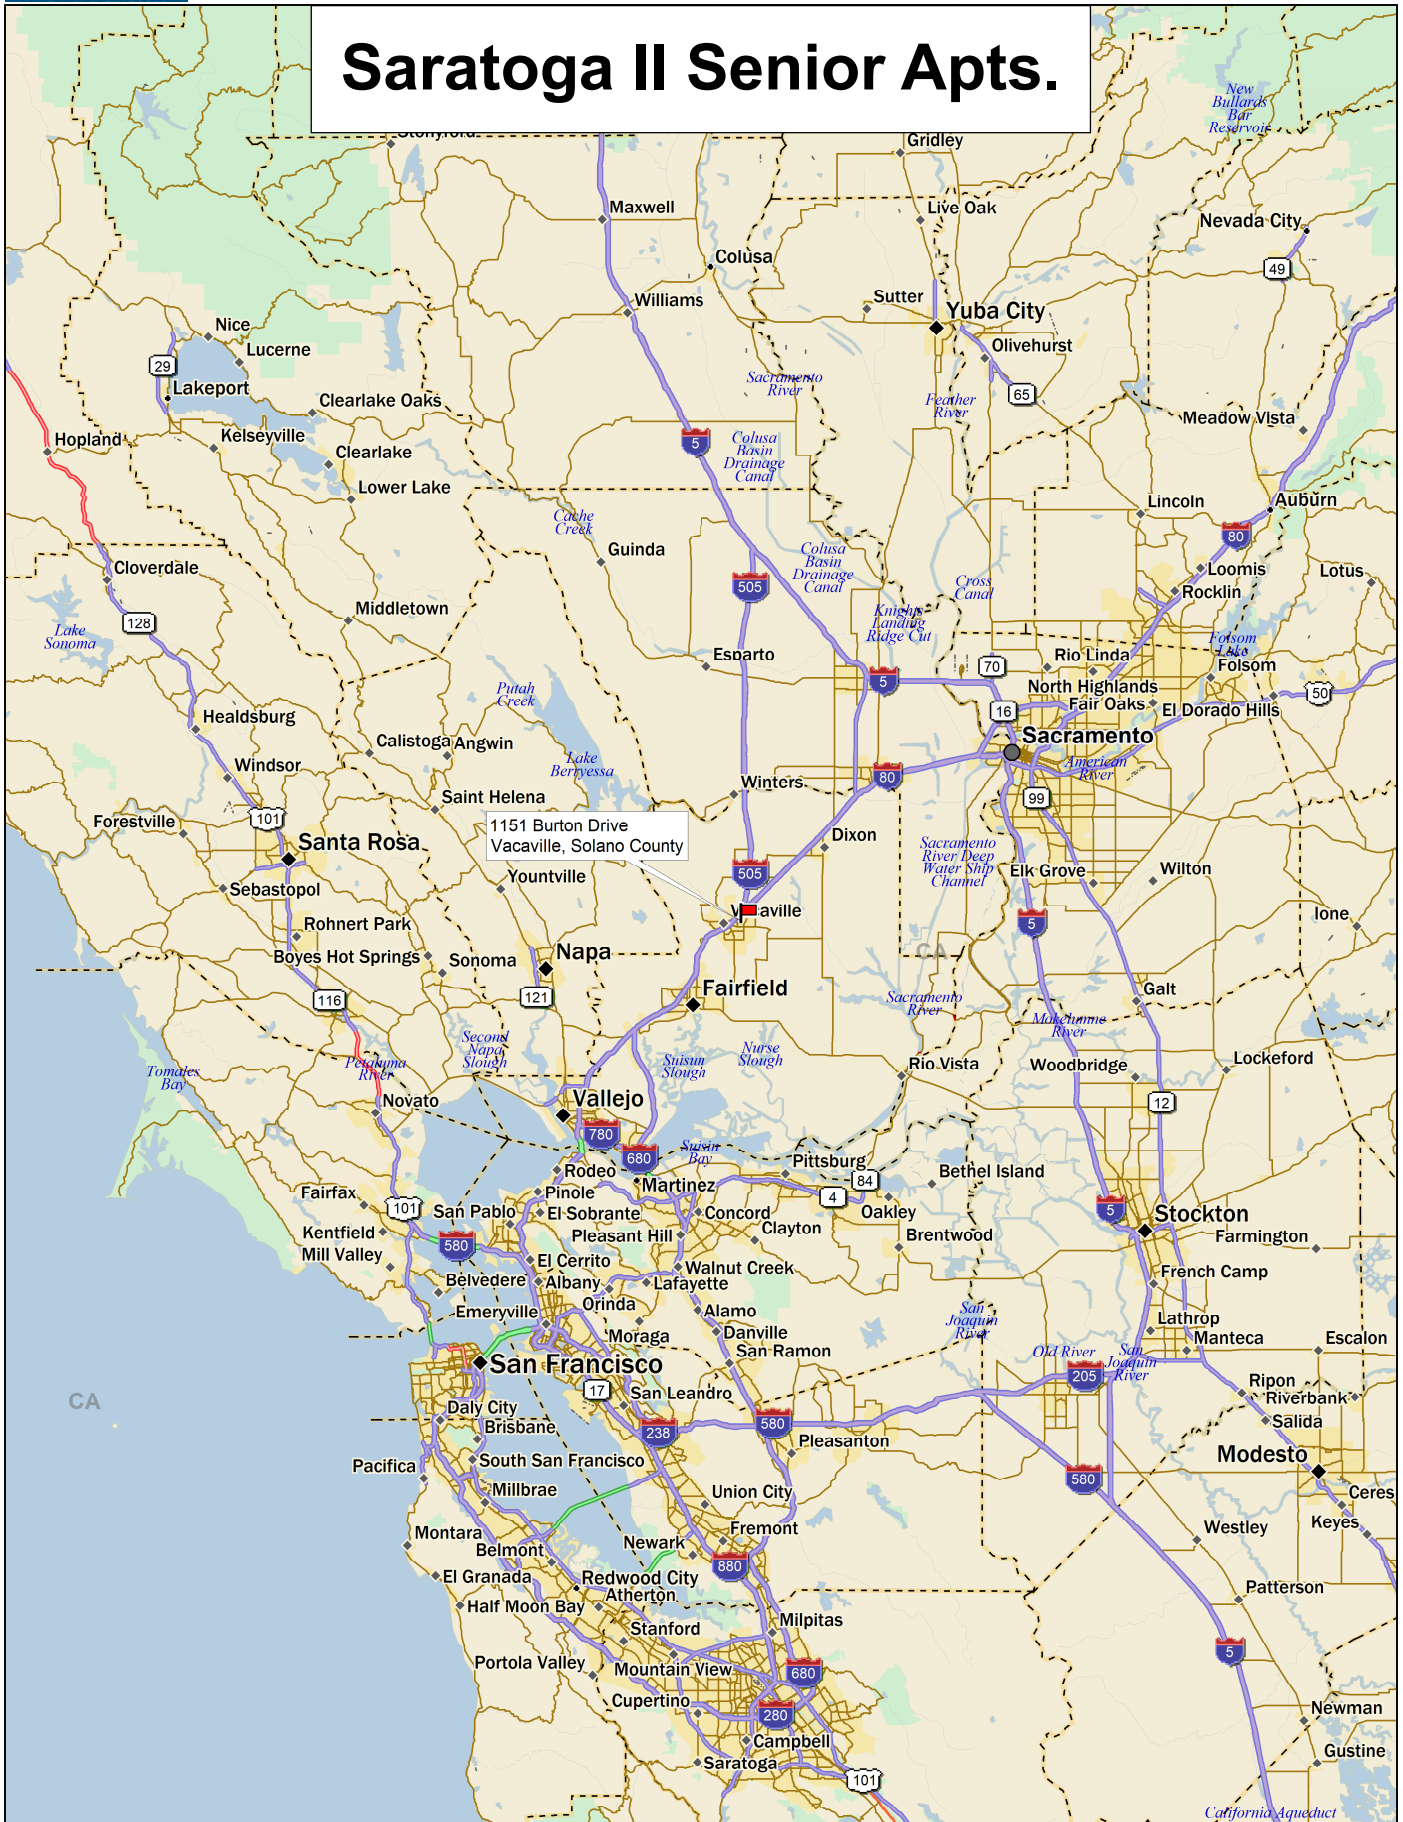 Saratoga II Senior Apts.
Stonyford
Gridley
New
Bullards
Bar
Reservoir
Maxwell
Live Oak
Nevada City
Colusa
49
Williams
Sutter
Yuba City
Nice
Lucerne
Olivehurst
29
Lakeport
Sacramento
River
Clearlake Oaks
Feather
River
65
Meadow Vista
Hopland
Kelseyville
Clearlake
5
Colusa
Basin
Drainage
Canal
Lower Lake
Lincoln
Auburn
Cache
Creek
80
Guinda
Colusa
Basin
Drainage
Canal
Cloverdale
505
Cross
Canal
Loomis
Rocklin
Lotus
Middletown
128
Lake
Sonoma
Knights
Landing
Ridge Cut
Folsom
Lake
Esparto
70
Rio Linda
Folsom
5
Putah
Creek
North Highlands
Fair Oaks
50
El Dorado Hills
16
Healdsburg
Calistoga
Angwin
Sacramento
Windsor
Lake
Berryessa
American
River
80
Winters
Saint Helena
99
Forestville
101
1151 Burton Drive
Vacaville, Solano County
Dixon
Santa Rosa
Sacramento
River Deep
Water Ship
Channel
Elk Grove
Wilton
505
Yountville
Sebastopol
Vacaville
Ione
Rohnert Park
5
CA
Boyes Hot Springs
Sonoma
Napa
Fairfield
Galt
116
121
Sacramento
River
Mokelumne
River
Second
Napa
Slough
Nurse
Slough
Suisun
Slough
Tomales
Bay
Petaluma
River
Rio Vista
Woodbridge
Lockeford
Novato
Vallejo
12
780
680
Suisin
Bay
Rodeo
Martinez
Pittsburg
84
4
Bethel Island
Fairfax
Pinole
101
San Pablo
El Sobrante
Concord
Oakley
5
Stockton
Kentfield
Mill Valley
580
Pleasant Hill
Clayton
Brentwood
Farmington
El Cerrito
Walnut Creek
Belvedere
Albany
Lafayette
French Camp
Emeryville
Orinda
Alamo
San
Joaquin
River
Lathrop
Moraga
Danville
Manteca
Escalon
San Francisco
San Ramon
Old River
San
Joaquin
River
205
17
San Leandro
Ripon
Riverbank
CA
Daly City
Brisbane
238
580
Salida
Pleasanton
Modesto
Pacifica
South San Francisco
580
Millbrae
Union City
Ceres
Montara
Fremont
Westley
Keyes
Belmont
Newark
880
El Granada
Redwood City
Atherton
Patterson
Half Moon Bay
Milpitas
Stanford
5
Portola Valley
Mountain View
680
Cupertino
280
Newman
Campbell
Gustine
Saratoga
101
California Aqueduct